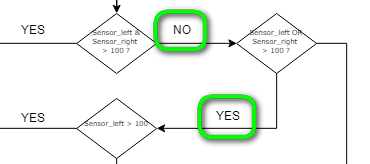 YES
Sensor_left &
Sensor_right
> 100 ?
NO
Sensor_left OR
Sensor_right
> 100 ?
YES
Sensor_left > 100
YES